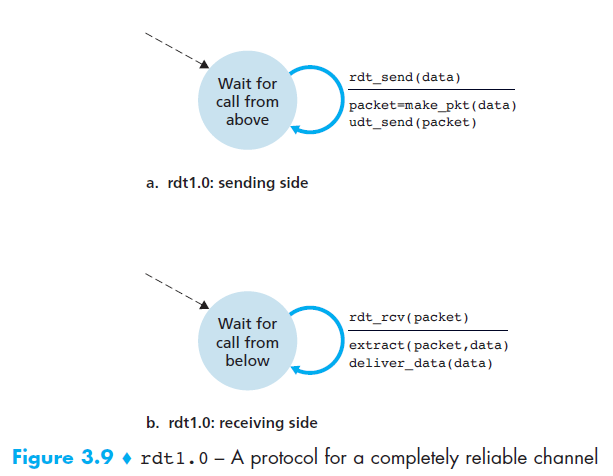 Wait for
call from
above
rdt_send(data)
packet=make_pkt(data)
udt_send(packet)
a. rdt1.0: sending side
Wait for
call from
below
rdt_rcv(packet)
extract(packet,data)
deliver_data(data)
b. rdt1.0: receiving side
Figure 3.9 ♦ rdt1.0 – A protocol for a completely reliable channel